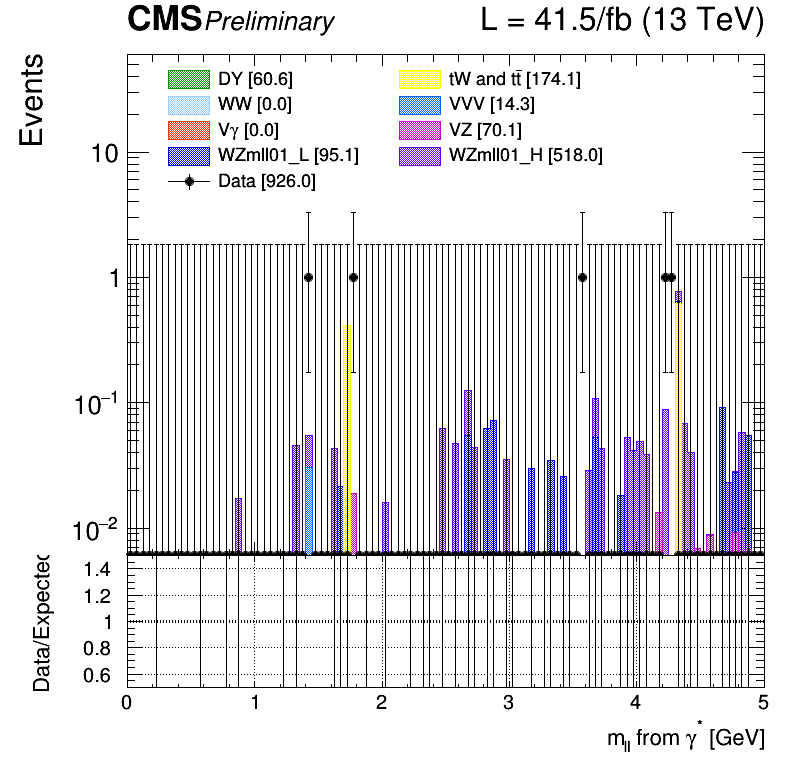 CMS Preliminary L = 41.5/fb (13 TeV)
Events
DY [60.6] tW and tt̄ [174.1]
WW [0.0] VVV [14.3]
Vγ [0.0] VZ [70.1]
WZmll01_L [95.1] WZmll01_H [518.0]
Data [926.0]
10
1
10⁻¹
10⁻²
Data/Expected
1.4
1.2
1
0.8
0.6
0 1 2 3 4 5
m_ll from γ* [GeV]